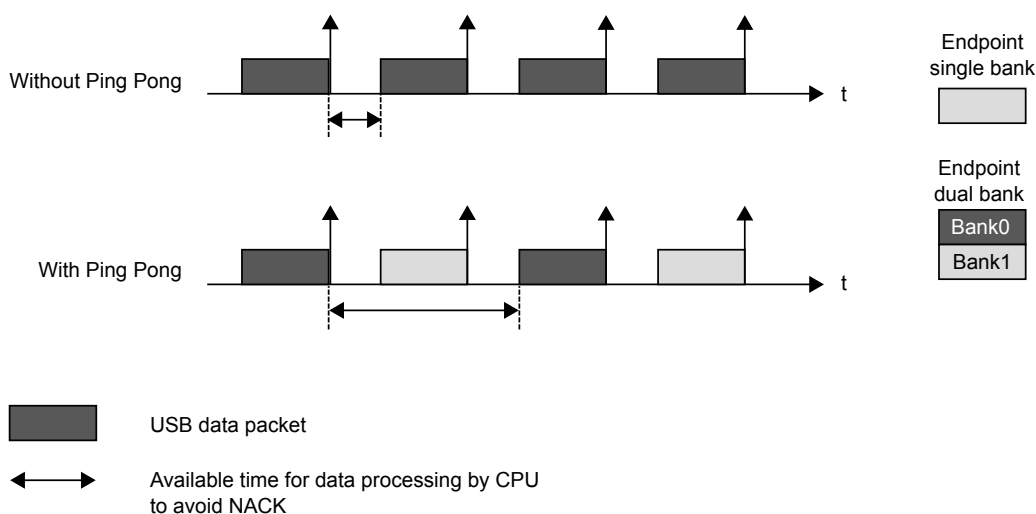 Without Ping Pong
t
Endpoint
single bank
Endpoint
dual bank
Bank0
Bank1
With Ping Pong
t
USB data packet
Available time for data processing by CPU
to avoid NACK